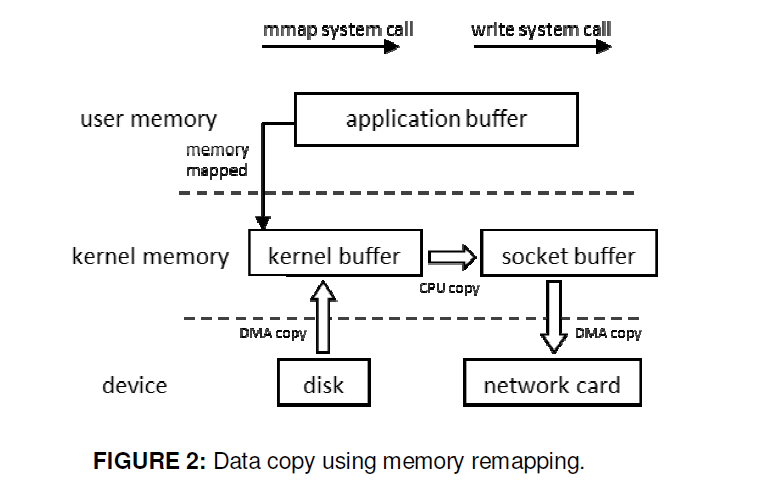 mmap system call
write system call
user memory
application buffer
memory
mapped
kernel memory
kernel buffer
socket buffer
CPU copy
DMA copy
DMA copy
device
disk
network card
FIGURE 2: Data copy using memory remapping.